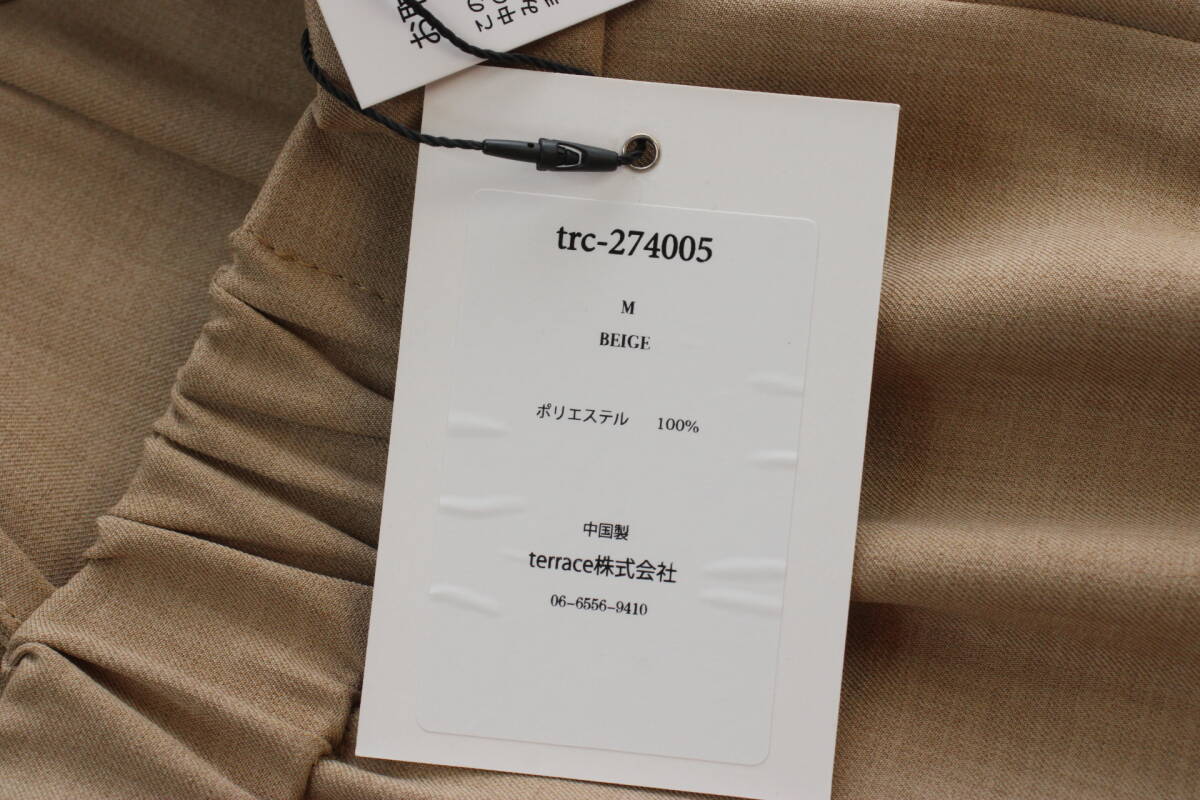 trc-274005
M
BEIGE
ポリエステル 100%
中国製
terrace株式会社
06-6556-9410